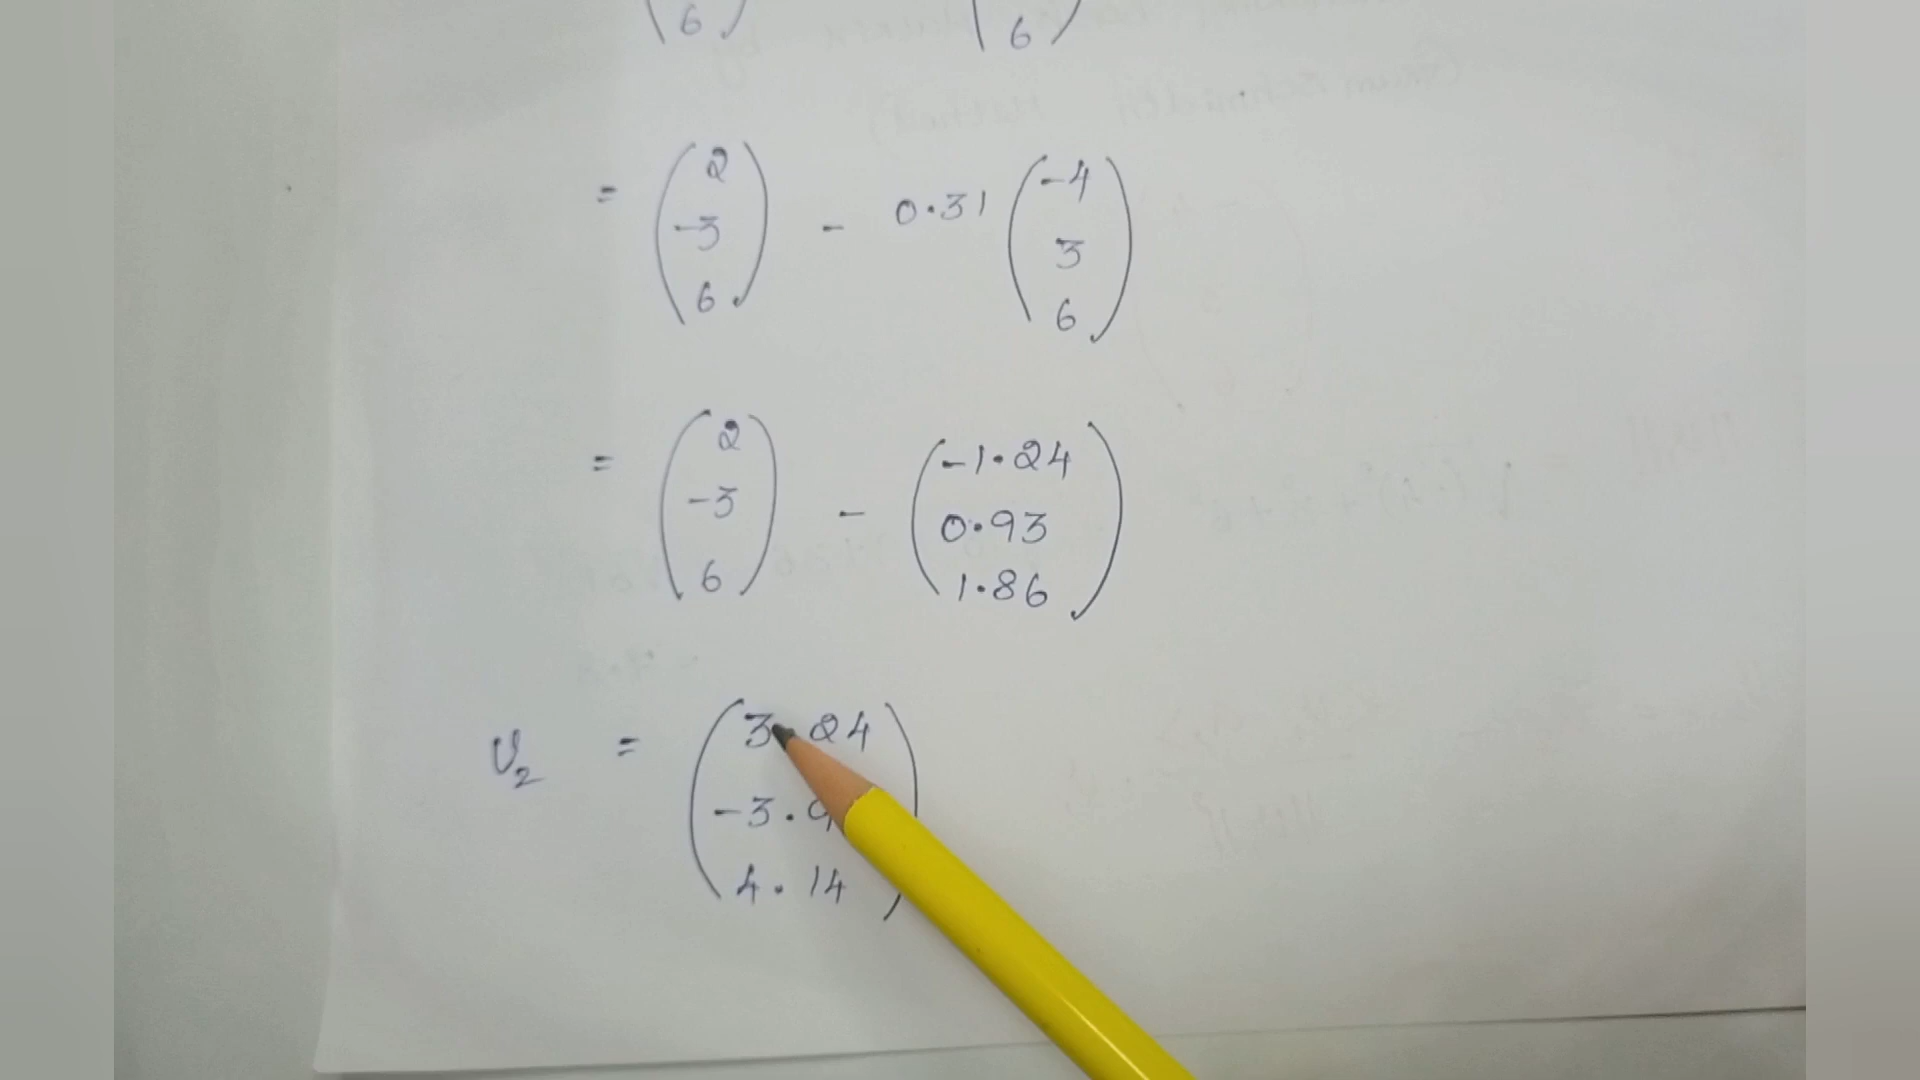 6 6
= ( 2 -3 6 ) - 0.31 ( -4 3 6 )
= ( 2 -3 6 ) - ( -1.24 0.93 1.86 )
U₂ = ( 3.24 -3.9 4.14 )